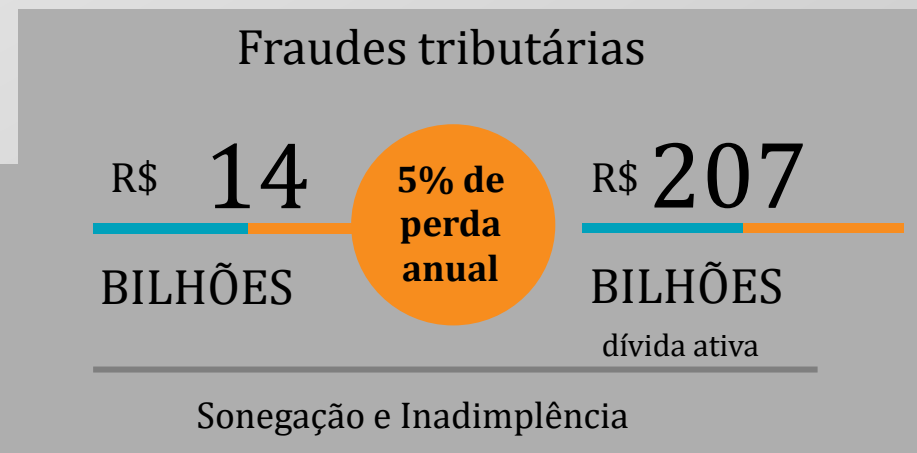 Fraudes tributárias
R$ 14
BILHÕES
5% de
perda
anual
R$ 207
BILHÕES
dívida ativa
Sonegação e Inadimplência